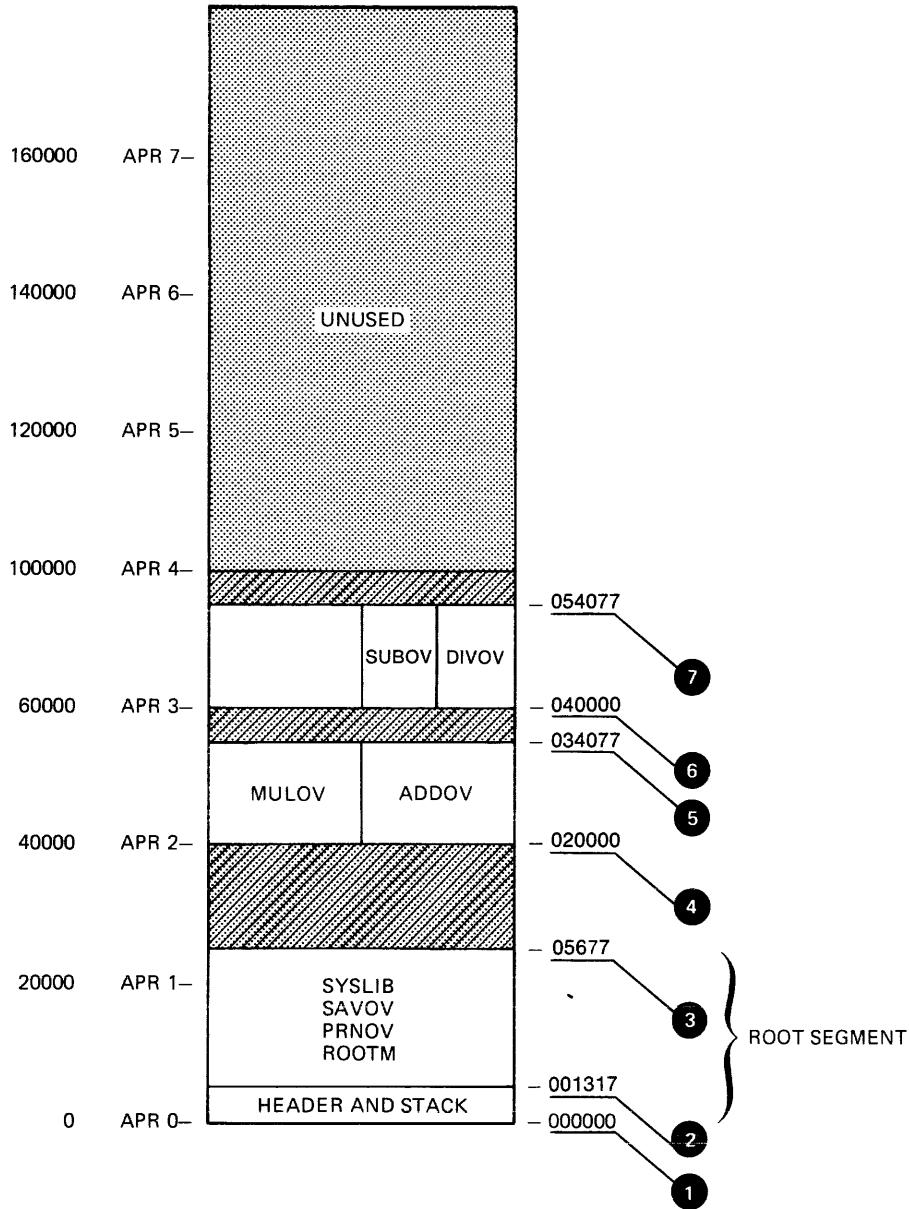 160000 APR 7–
140000 APR 6–
UNUSED
120000 APR 5–
100000 APR 4–
– 054077
SUBOV DIVOV
7
60000 APR 3–
– 040000
– 034077
6
MULOV ADDOV
5
40000 APR 2–
– 020000
4
– 05677
20000 APR 1–
SYSLIB
SAVOV
PRNOV
ROOTM
3
ROOT SEGMENT
– 001317
HEADER AND STACK
0 APR 0–
– 000000
2
1